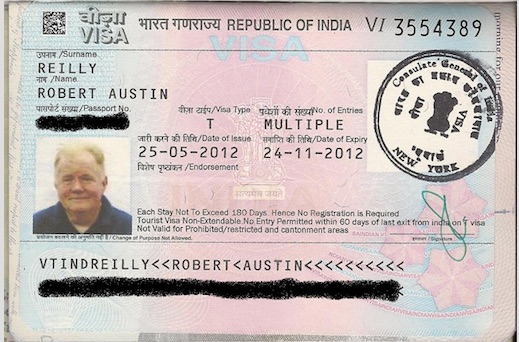 वीज़ा VISA
भारत गणराज्य REPUBLIC OF INDIA VI 3554389
VISA
उपनाम /Surname
REILLY
नाम /Name
ROBERT AUSTIN
पासपोर्ट संख्या/Passport No.
वीज़ा टाईप/Visa Type प्रवेशों की संख्या/No. of Entries
T MULTIPLE
जारी करने की तिथि/Date of Issue समाप्ति की तिथि/Date of Expiry
25-05-2012 24-11-2012
विशेष पृष्ठांकन /Endorsement
Consulate General of India
VISA
NEW YORK
सत्यमेव जयते
Each Stay Not To Exceed 180 Days. Hence No Registration is Required
Tourist Visa Non-Extendable.No Entry Permitted within 60 days of last exit from india on T visa
Not Valid for Prohibited/restricted and cantonment areas
प्रयोजन बदलने की अनुमति नहीं है / Change of Purpose Not Allowed.
हस्ताक्षर / Signature
VTINDREILLY<<ROBERT<AUSTIN<<<<<<<<<<